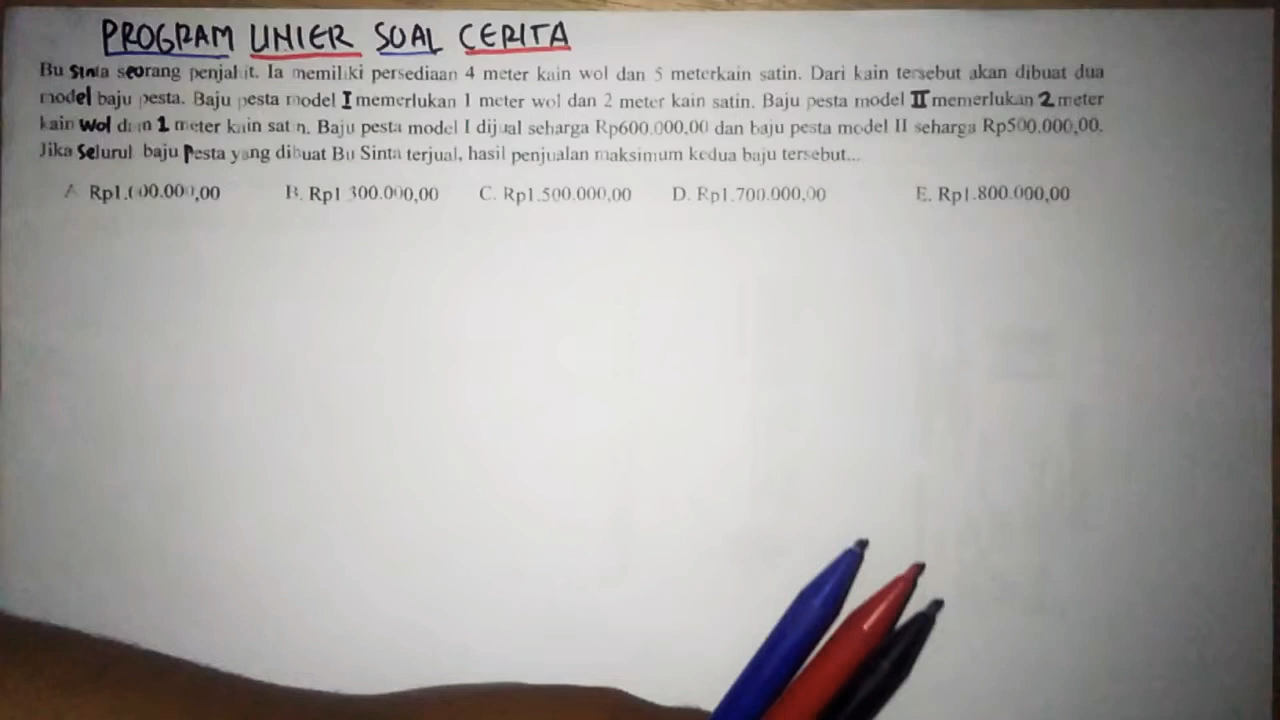 PROGRAM LINIER SOAL CERITA
Bu Sinta seorang penjahit. Ia memiliki persediaan 4 meter kain wol dan 5 meterkain satin. Dari kain tersebut akan dibuat dua
model baju pesta. Baju pesta model I memerlukan 1 meter wol dan 2 meter kain satin. Baju pesta model II memerlukan 2 meter
kain wol dan 1 meter kain satin. Baju pesta model I dijual seharga Rp600.000,00 dan baju pesta model II seharga Rp500.000,00.
Jika Seluruh baju Pesta yang dibuat Bu Sinta terjual, hasil penjualan maksimum kedua baju tersebut...
A. B. Rp1.300.000,00 C. Rp1.500.000,00 D. Rp1.700.000,00 E. Rp1.800.000,00